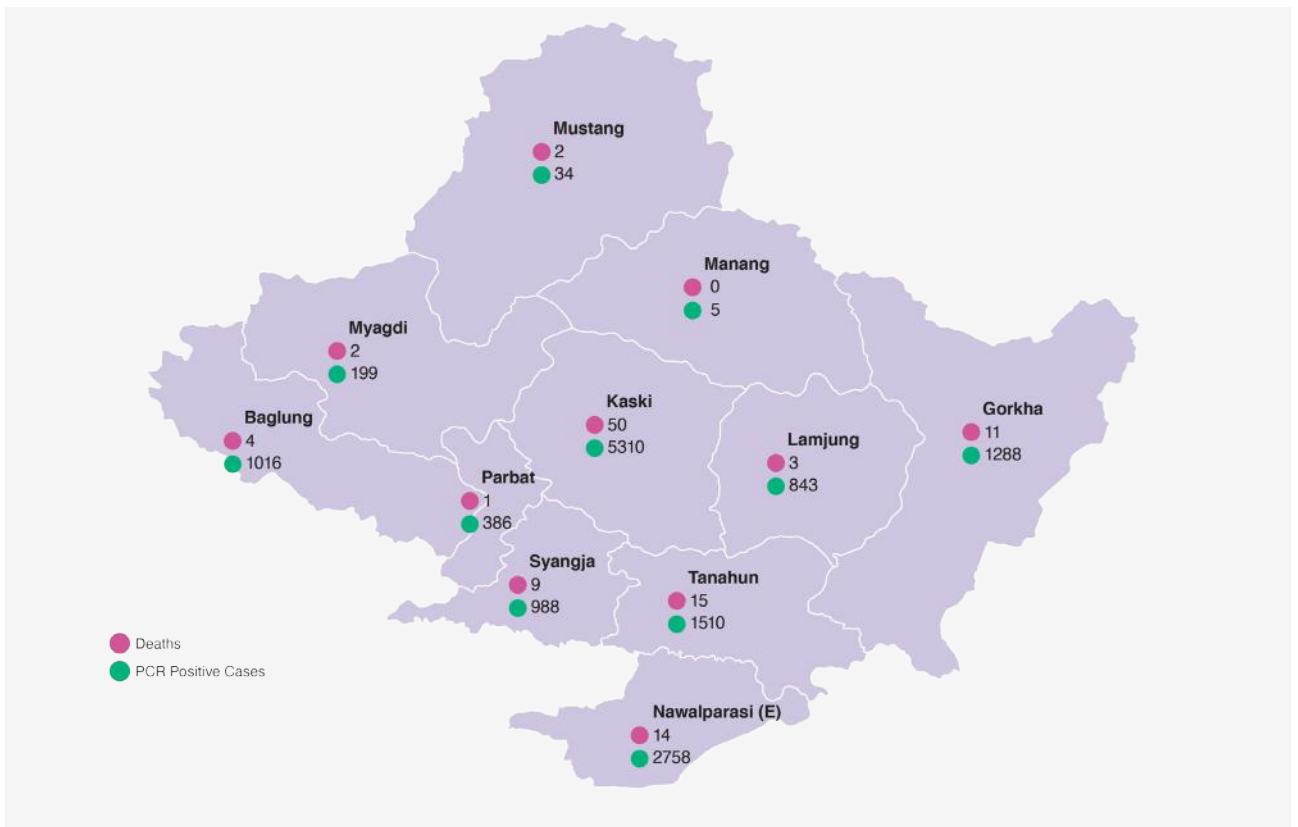 Mustang
2
34
Manang
0
5
Myagdi
2
199
Kaski
50
5310
Gorkha
11
1288
Baglung
4
1016
Lamjung
3
843
Parbat
1
386
Syangja
9
988
Tanahun
15
1510
Deaths
PCR Positive Cases
Nawalparasi (E)
14
2758